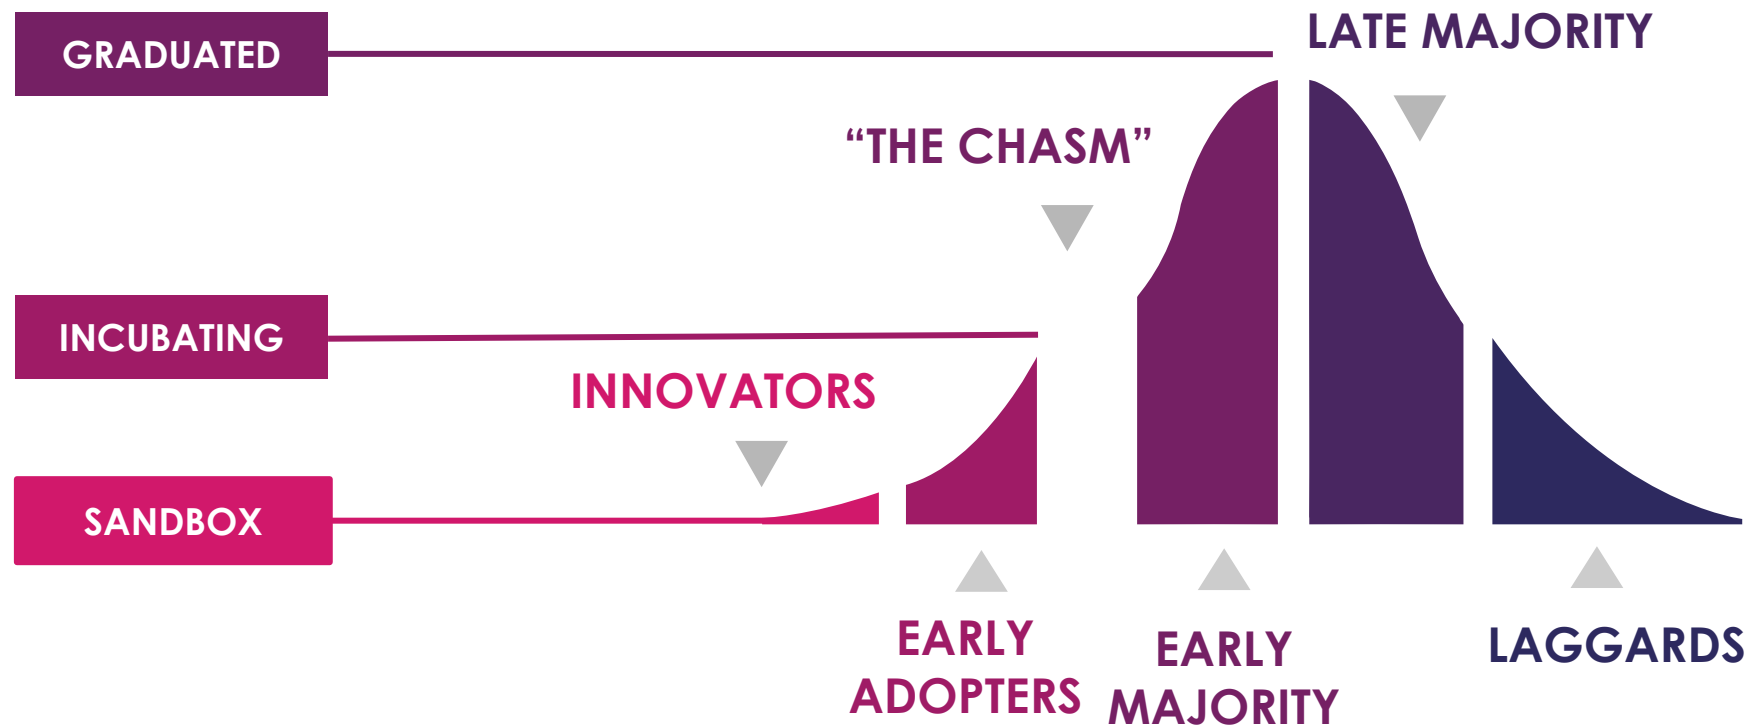 GRADUATED
LATE MAJORITY
“THE CHASM”
INCUBATING
INNOVATORS
SANDBOX
EARLY
ADOPTERS
EARLY
MAJORITY
LAGGARDS